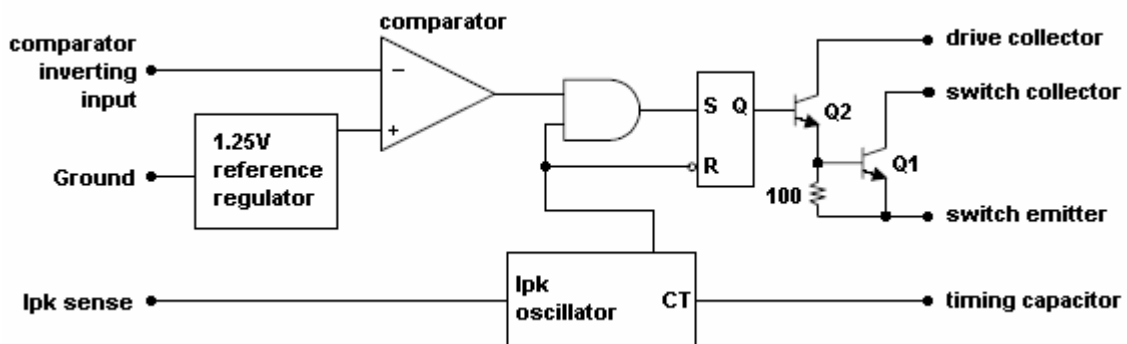 comparator
comparator
inverting
input
−
+
1.25V
reference
regulator
Ground
S Q
R
Q2
Q1
100
drive collector
switch collector
switch emitter
Ipk sense
Ipk
oscillator
CT
timing capacitor